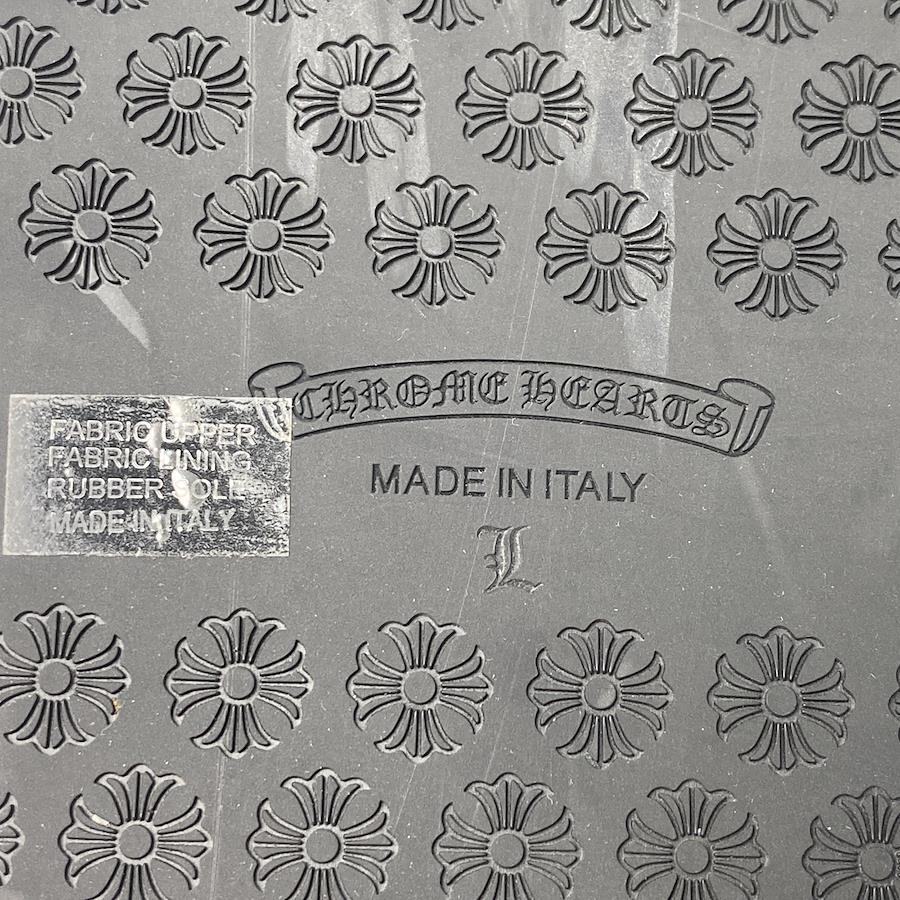 CHROME HEARTS
MADE IN ITALY
L
FABRIC UPPER
FABRIC LINING
RUBBER SOLE
MADE IN ITALY